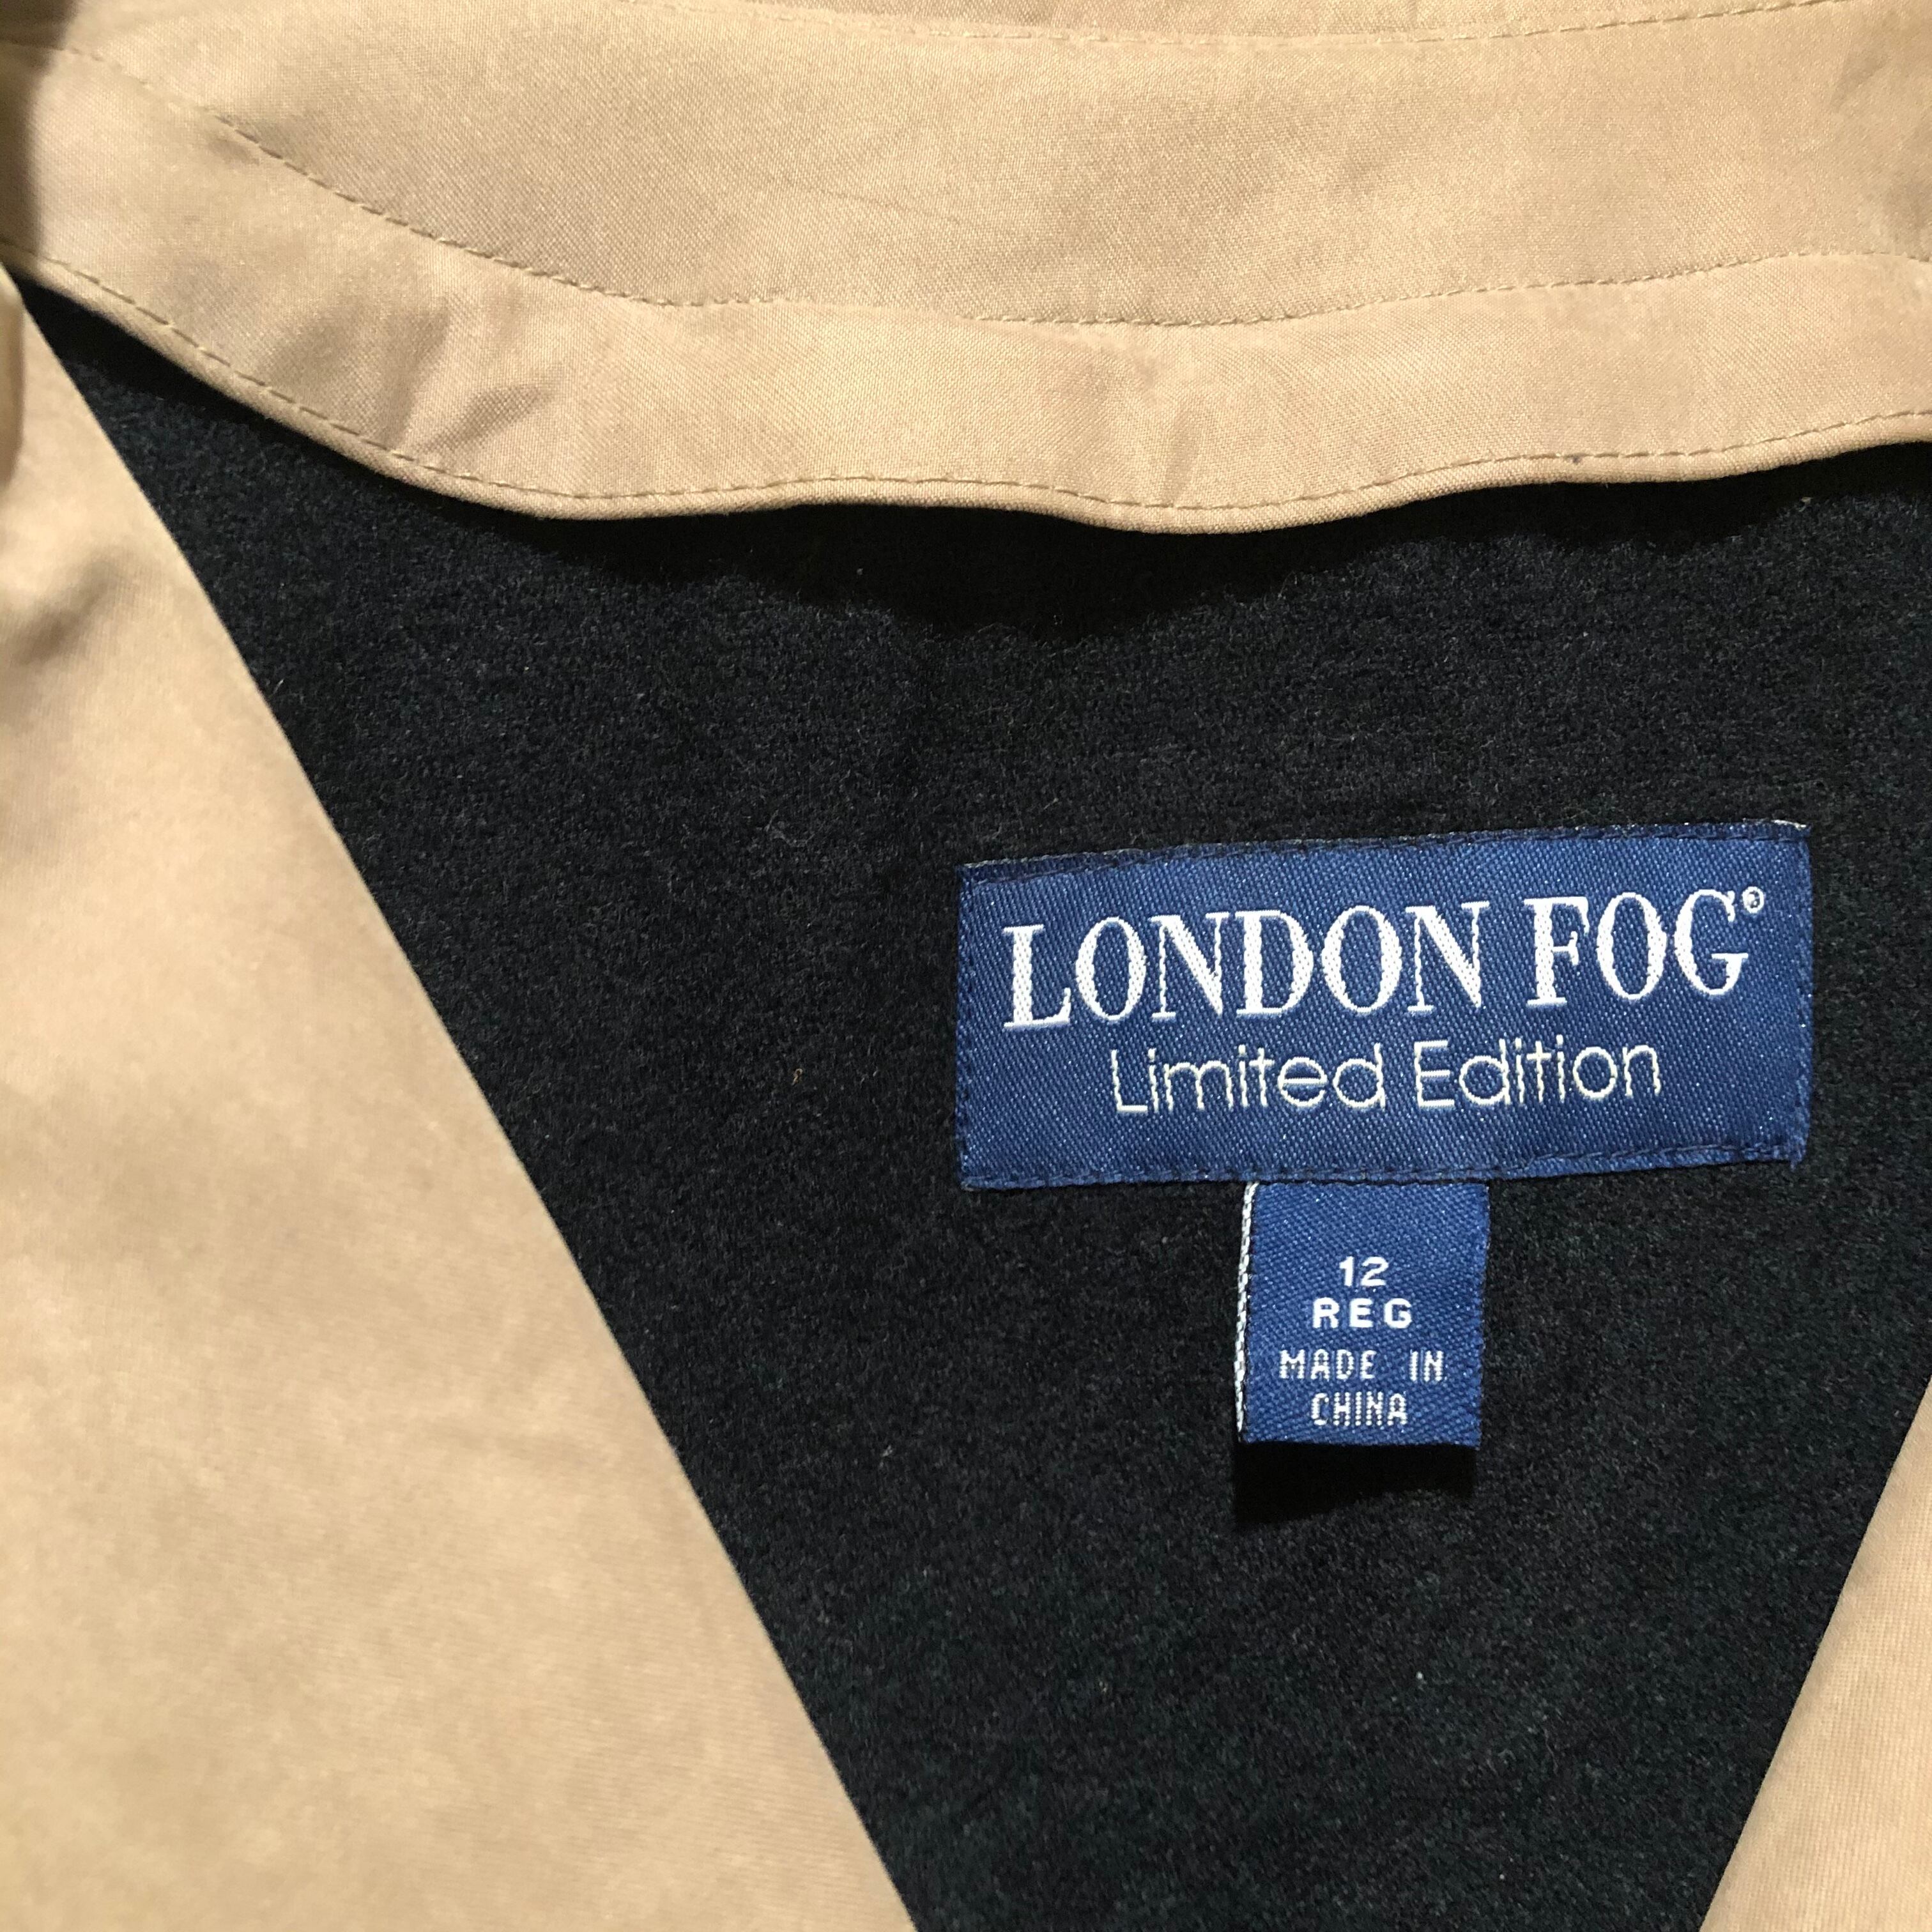 LONDON FOG®
Limited Edition
12
REG
MADE IN
CHINA